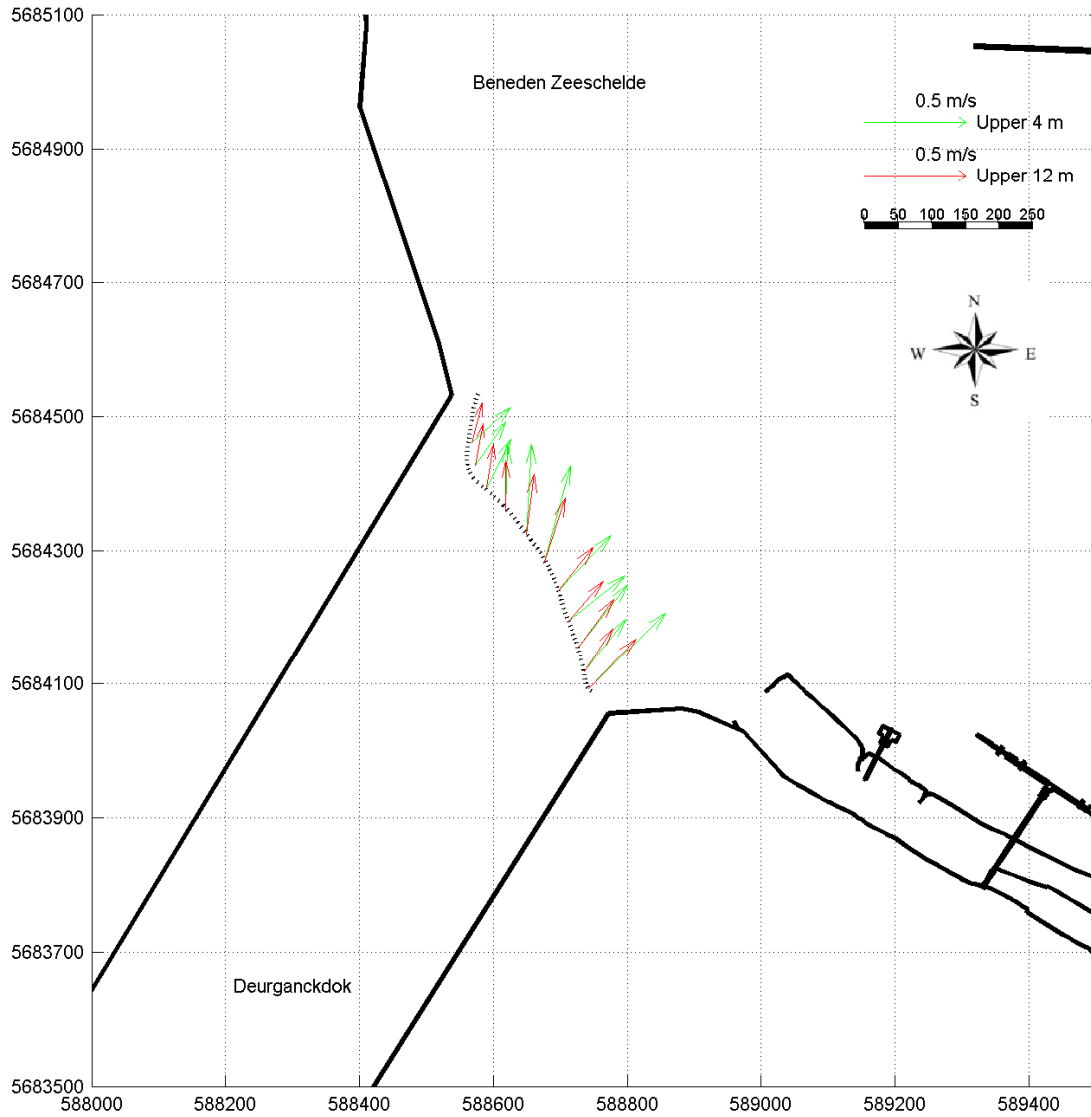 5685100
Beneden Zeeschelde
0.5 m/s
Upper 4 m
5684900
0.5 m/s
Upper 12 m
0 50 100 150 200 250
5684700
N
W E
S
5684500
5684300
5684100
5683900
5683700
Deurganckdok
5683500
588000 588200 588400 588600 588800 589000 589200 589400